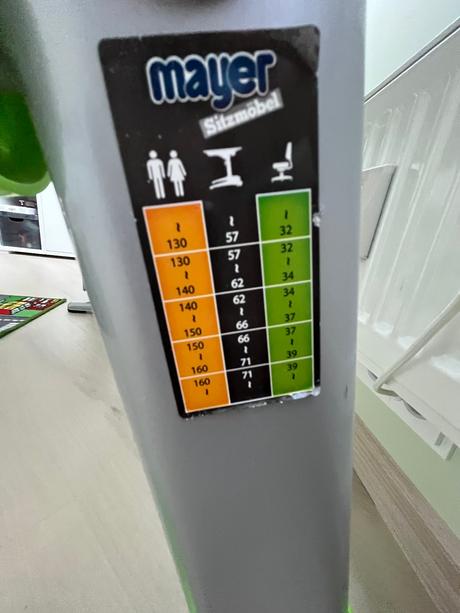 mayer
Sitzmöbel
~ ~ ~
130 57 32
130 57 32
~ ~ ~
140 62 34
140 62 34
~ ~ ~
150 66 37
150 66 37
~ ~ ~
160 71 39
160 71 39
~ ~ ~